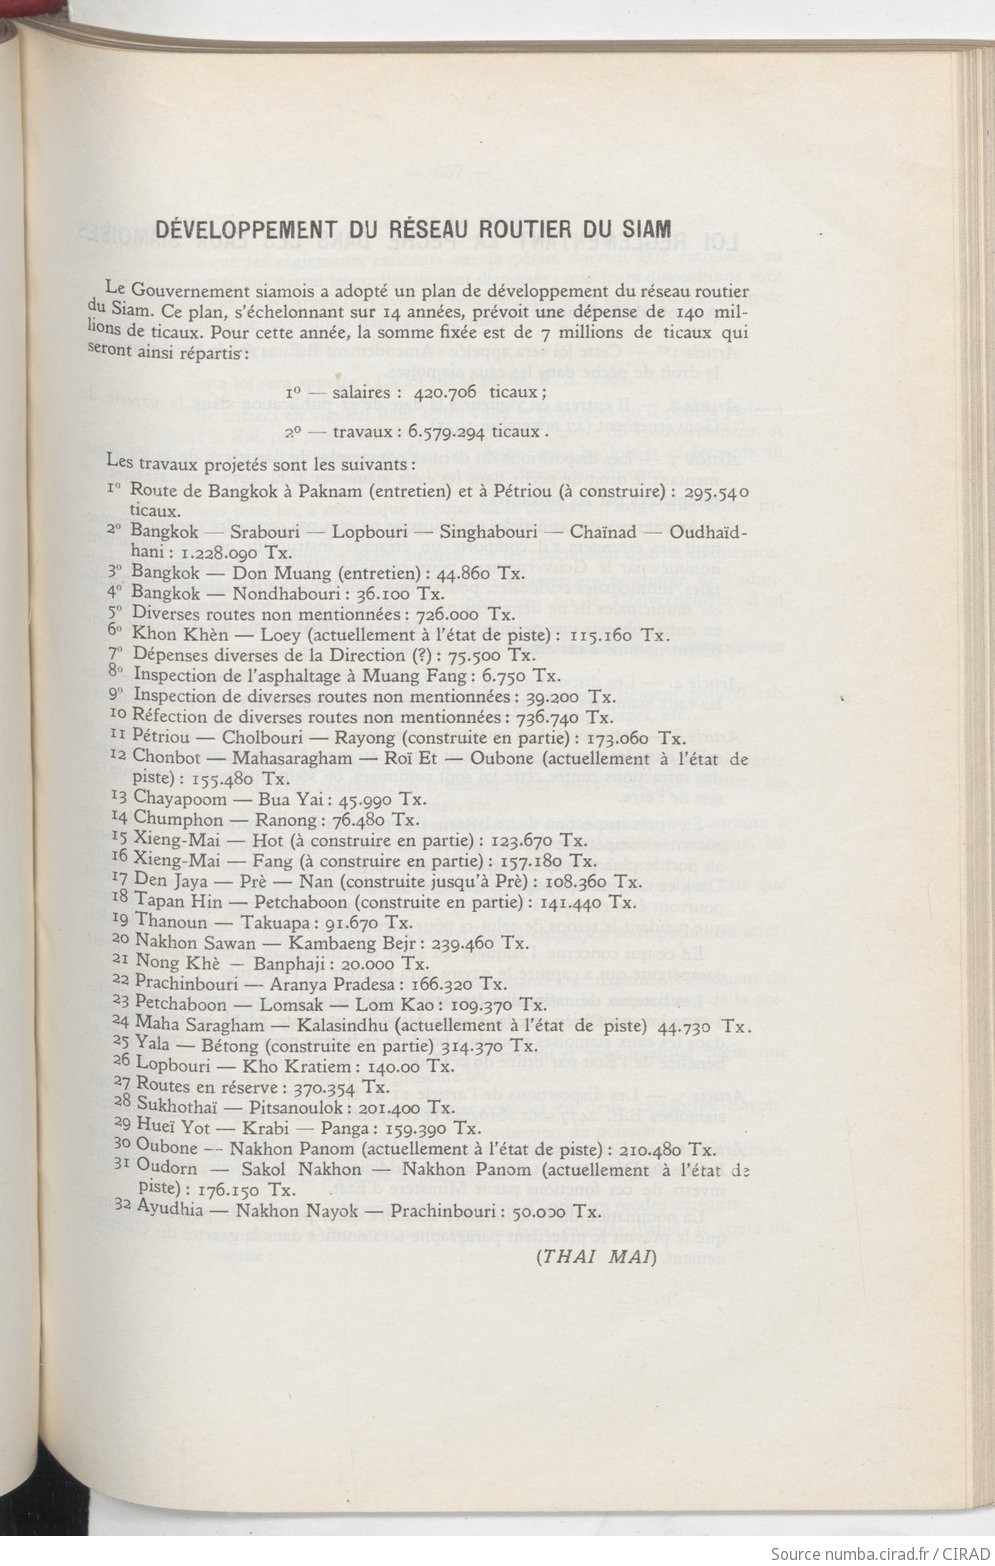 DÉVELOPPEMENT DU RÉSEAU ROUTIER DU SIAM
Le Gouvernement siamois a adopté un plan de développement du réseau routier
du Siam. Ce plan, s'échelonnant sur 14 années, prévoit une dépense de 140 mil-
lions de ticaux. Pour cette année, la somme fixée est de 7 millions de ticaux qui
seront ainsi répartis :
1º — salaires : 420.706 ticaux ;
2º — travaux : 6.579.294 ticaux .
Les travaux projetés sont les suivants :
1º Route de Bangkok à Paknam (entretien) et à Pétriou (à construire) : 295.540
ticaux.
2º Bangkok — Srabouri — Lopbouri — Singhabouri — Chaïnad — Oudhaïd-
hani : 1.228.090 Tx.
3º Bangkok — Don Muang (entretien) : 44.860 Tx.
4º Bangkok — Nondhabouri : 36.100 Tx.
5º Diverses routes non mentionnées : 726.000 Tx.
6º Khon Khèn — Loey (actuellement à l'état de piste) : 115.160 Tx.
7º Dépenses diverses de la Direction (?) : 75.500 Tx.
8º Inspection de l'asphaltage à Muang Fang : 6.750 Tx.
9º Inspection de diverses routes non mentionnées : 39.200 Tx.
10 Réfection de diverses routes non mentionnées : 736.740 Tx.
11 Pétriou — Cholbouri — Rayong (construite en partie) : 173.060 Tx.
12 Chonbot — Mahasaragham — Roï Et — Oubone (actuellement à l'état de
piste) : 155.480 Tx.
13 Chayapoom — Bua Yai : 45.990 Tx.
14 Chumphon — Ranong : 76.480 Tx.
15 Xieng-Mai — Hot (à construire en partie) : 123.670 Tx.
16 Xieng-Mai — Fang (à construire en partie) : 157.180 Tx.
17 Den Jaya — Prè — Nan (construite jusqu'à Prè) : 108.360 Tx.
18 Tapan Hin — Petchaboon (construite en partie) : 141.440 Tx.
19 Thanoun — Takuapa : 91.670 Tx.
20 Nakhon Sawan — Kambaeng Bejr : 239.460 Tx.
21 Nong Khè — Banphaji : 20.000 Tx.
22 Prachinbouri — Aranya Pradesa : 166.320 Tx.
23 Petchaboon — Lomsak — Lom Kao : 109.370 Tx.
24 Maha Saragham — Kalasindhu (actuellement à l'état de piste) 44.730 Tx.
25 Yala — Bétong (construite en partie) 314.370 Tx.
26 Lopbouri — Kho Kratiem : 140.00 Tx.
27 Routes en réserve : 370.354 Tx.
28 Sukhothaï — Pitsanoulok : 201.400 Tx.
29 Hueï Yot — Krabi — Panga : 159.390 Tx.
30 Oubone — Nakhon Panom (actuellement à l'état de piste) : 210.480 Tx.
31 Oudorn — Sakol Nakhon — Nakhon Panom (actuellement à l'état de
piste) : 176.150 Tx.
32 Ayudhia — Nakhon Nayok — Prachinbouri : 50.000 Tx.
(THAI MAI)
Source numba.cirad.fr / CIRAD